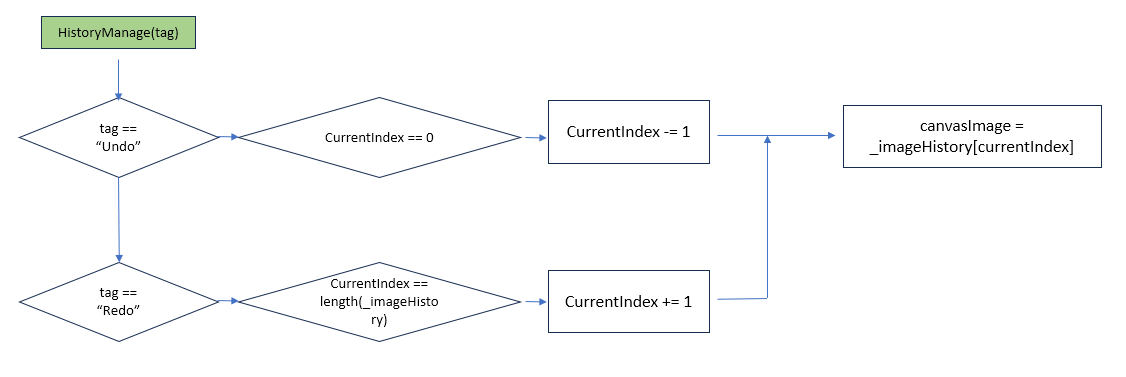 HistoryManage(tag)
tag ==
“Undo”
CurrentIndex == 0
CurrentIndex -= 1
canvasImage =
_imageHistory[currentIndex]
tag ==
“Redo”
CurrentIndex ==
length(_imageHisto
ry)
CurrentIndex += 1